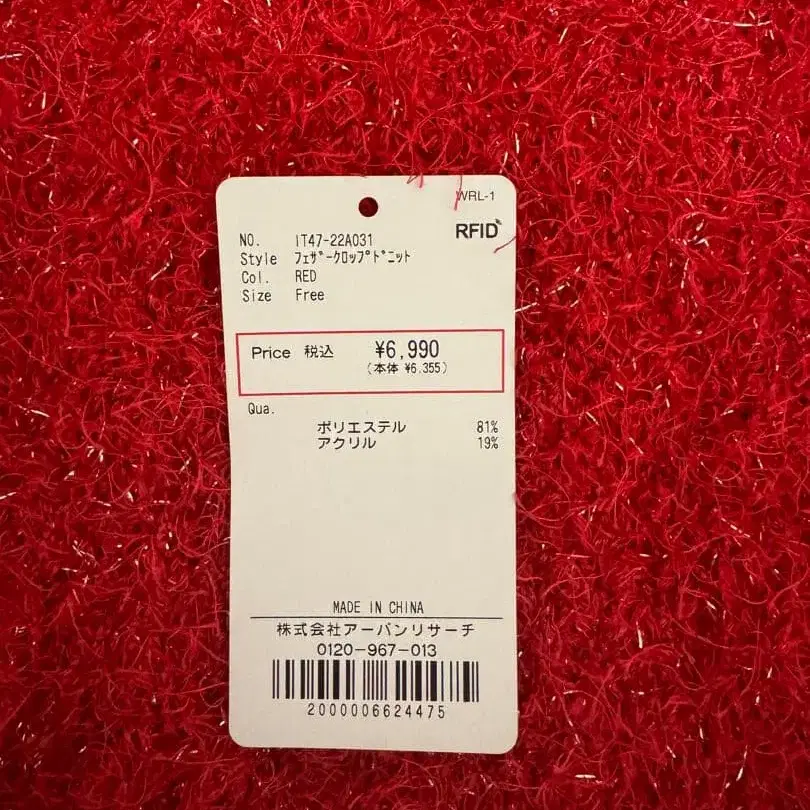 WRL-1
RFID
NO. IT47-22A031
Style ﾌｪｻﾞｰｸﾛｯﾌﾟﾄﾞﾆｯﾄ
Col. RED
Size Free
Price 税込 ¥6,990
(本体 ¥6,355)
Qua.
ポリエステル 81%
アクリル 19%
MADE IN CHINA
株式会社アーバンリサーチ
0120-967-013
2000006624475